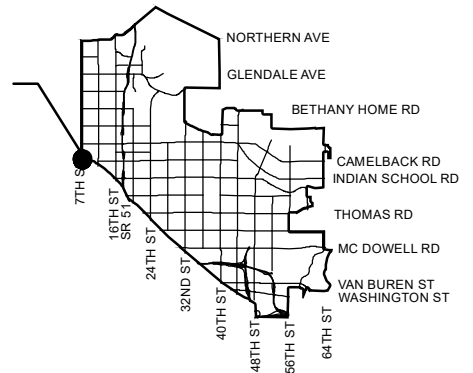 NORTHERN AVE
GLENDALE AVE
BETHANY HOME RD
CAMELBACK RD
INDIAN SCHOOL RD
THOMAS RD
MC DOWELL RD
VAN BUREN ST
WASHINGTON ST
7TH S
16TH ST
SR 51
24TH ST
32ND ST
40TH ST
48TH ST
56TH ST
64TH ST